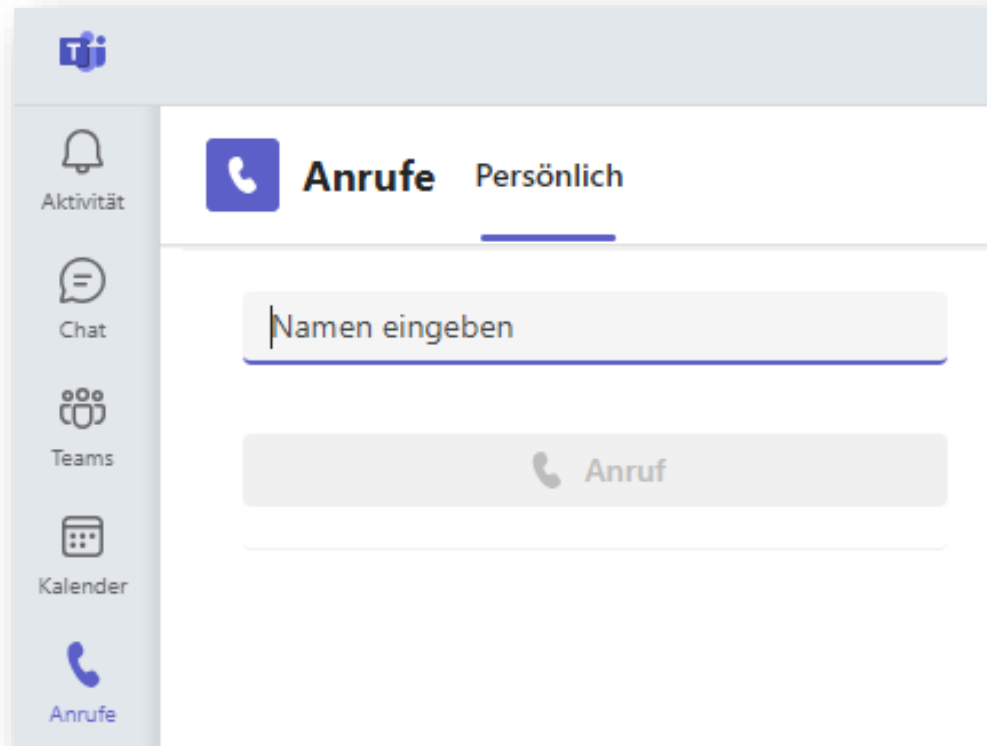 Aktivität
Chat
Teams
Kalender
Anrufe
Anrufe Persönlich
Namen eingeben
Anruf